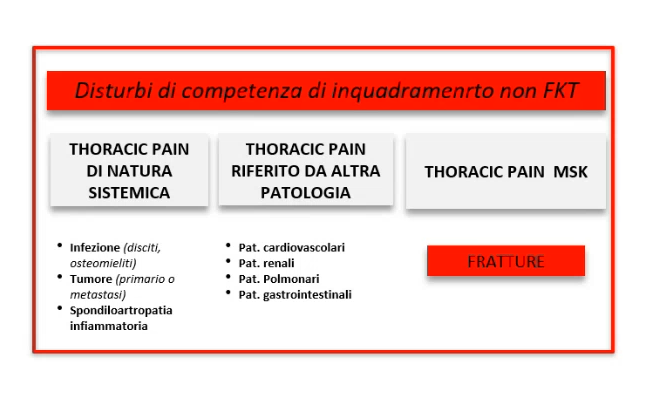 Disturbi di competenza di inquadramenrto non FKT
THORACIC PAIN
DI NATURA
SISTEMICA
THORACIC PAIN
RIFERITO DA ALTRA
PATOLOGIA
THORACIC PAIN  MSK
• Infezione (disciti,
osteomieliti)
• Tumore (primario o
metastasi)
• Spondiloartropatia
infiammatoria
• Pat. cardiovascolari
• Pat. renali
• Pat. Polmonari
• Pat. gastrointestinali
FRATTURE